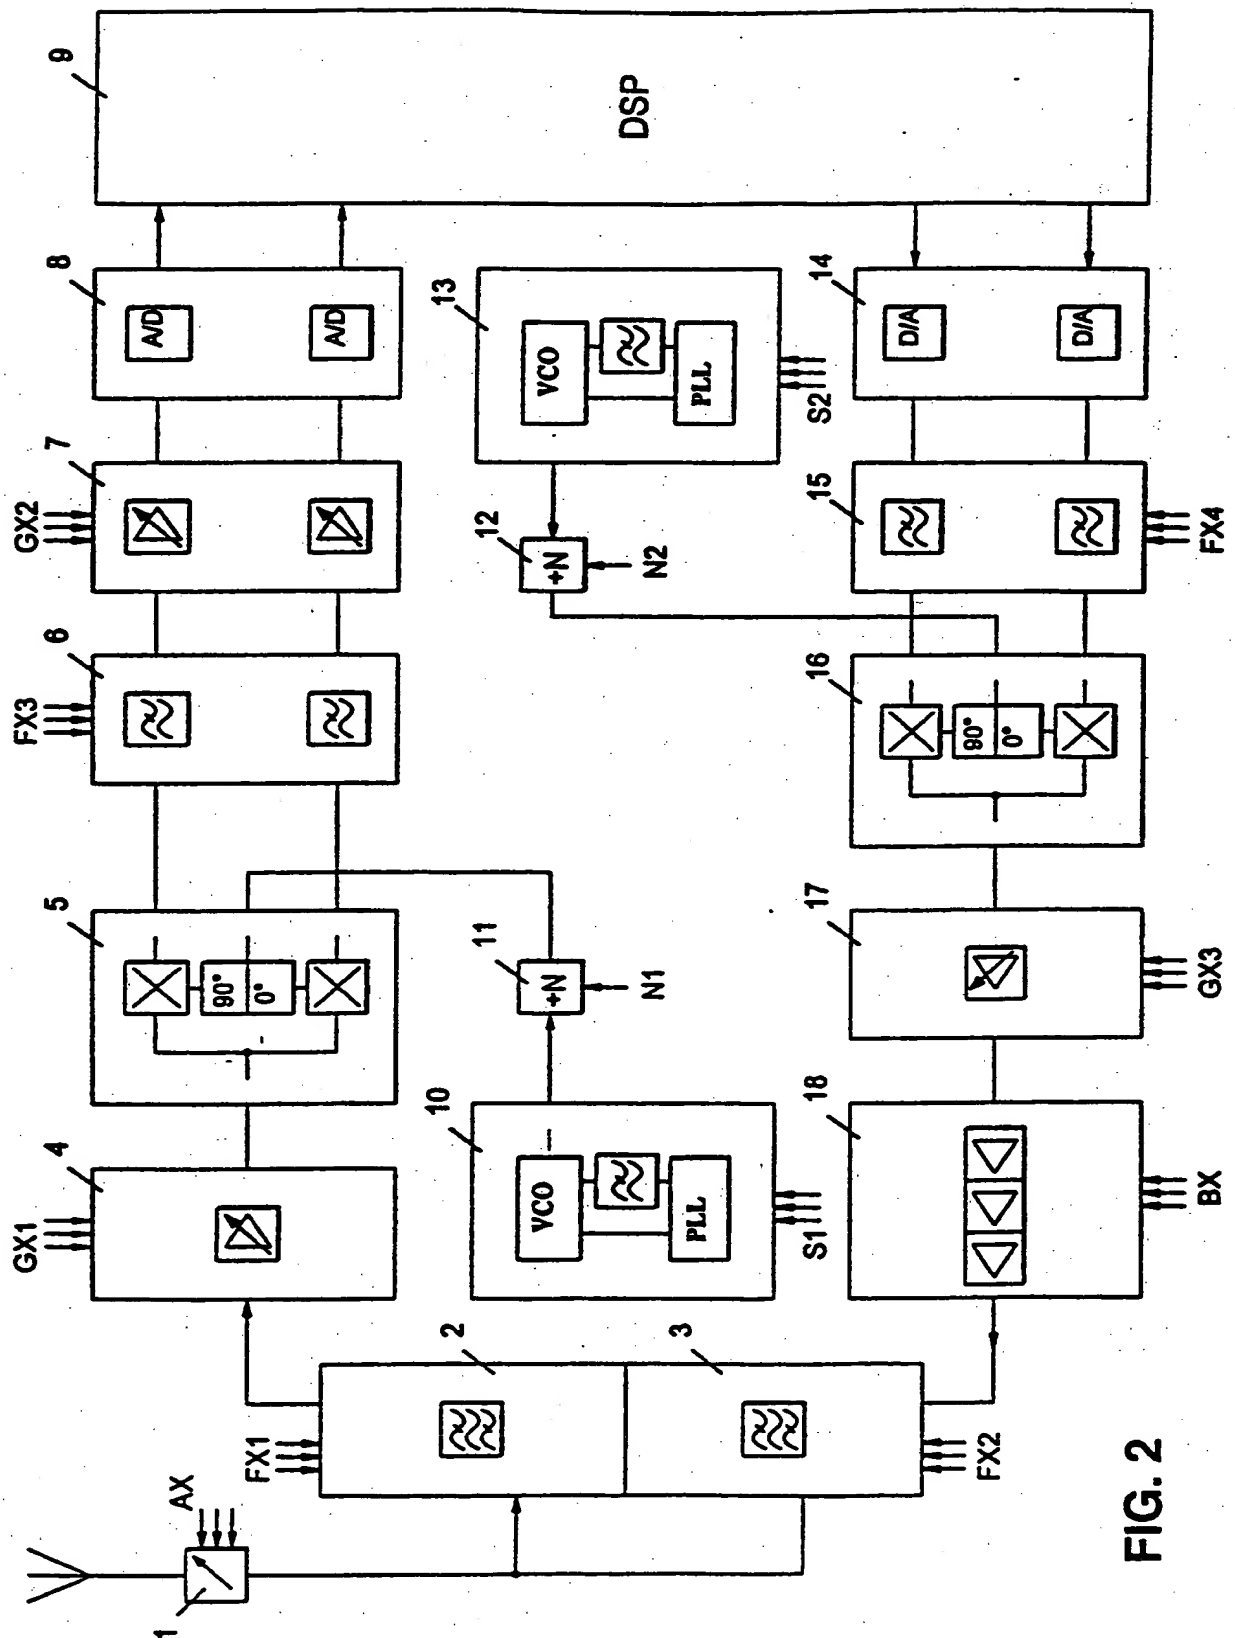 AX
1
FX1
2
3
FX2
GX1
4
5
90°
0°
FX3
6
GX2
7
8
A/D
A/D
9
DSP
10
VCO
PLL
S1
11
+N
N1
12
+N
N2
13
VCO
PLL
S2
14
D/A
D/A
15
FX4
16
90°
0°
17
GX3
18
BX
FIG. 2